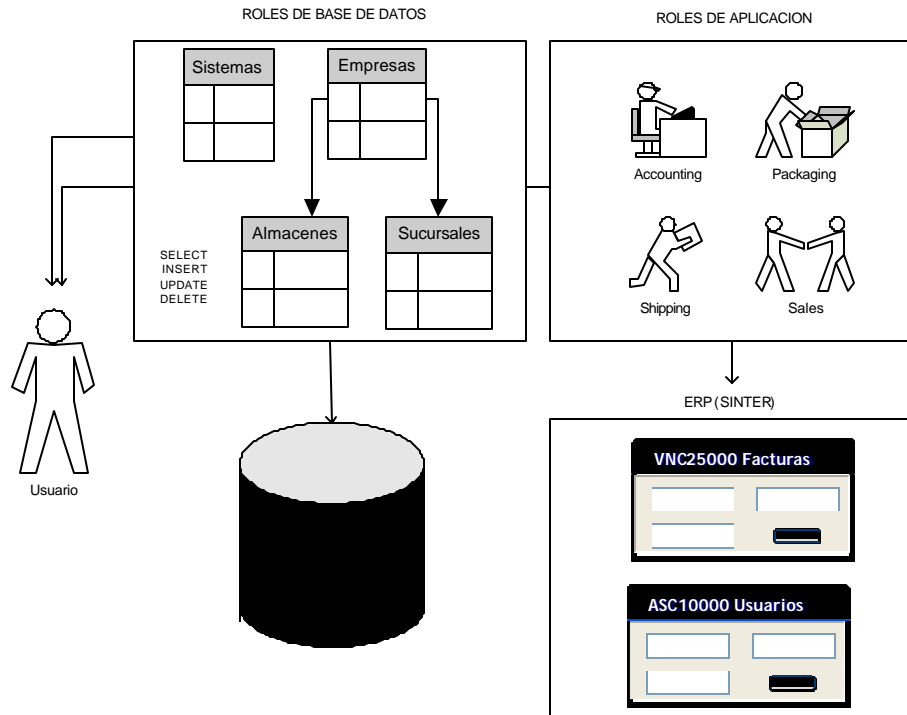 ROLES DE BASE DE DATOS
ROLES DE APLICACION
Sistemas
Empresas
Almacenes
Sucursales
SELECT
INSERT
UPDATE
DELETE
Accounting
Packaging
Shipping
Sales
Usuario
ERP (SINTER)
VNC25000 Facturas
ASC10000 Usuarios